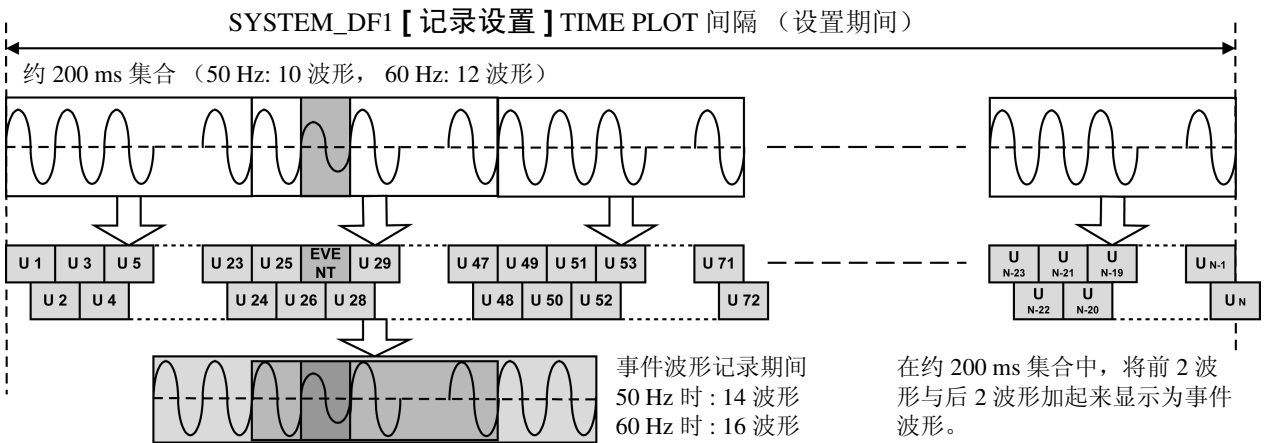 SYSTEM_DF1 [ 记录设置 ] TIME PLOT 间隔 （设置期间）
约 200 ms 集合 （50 Hz: 10 波形， 60 Hz: 12 波形）
U 1 U 3 U 5 U 23 U 25 EVE NT U 29 U 47 U 49 U 51 U 53 U 71 U N-23 U N-21 U N-19 U N-1
U 2 U 4 U 24 U 26 U 28 U 48 U 50 U 52 U 72 U N-22 U N-20 U N
事件波形记录期间
50 Hz 时 : 14 波形
60 Hz 时 : 16 波形
在约 200 ms 集合中，将前 2 波
形与后 2 波形加起来显示为事件
波形。